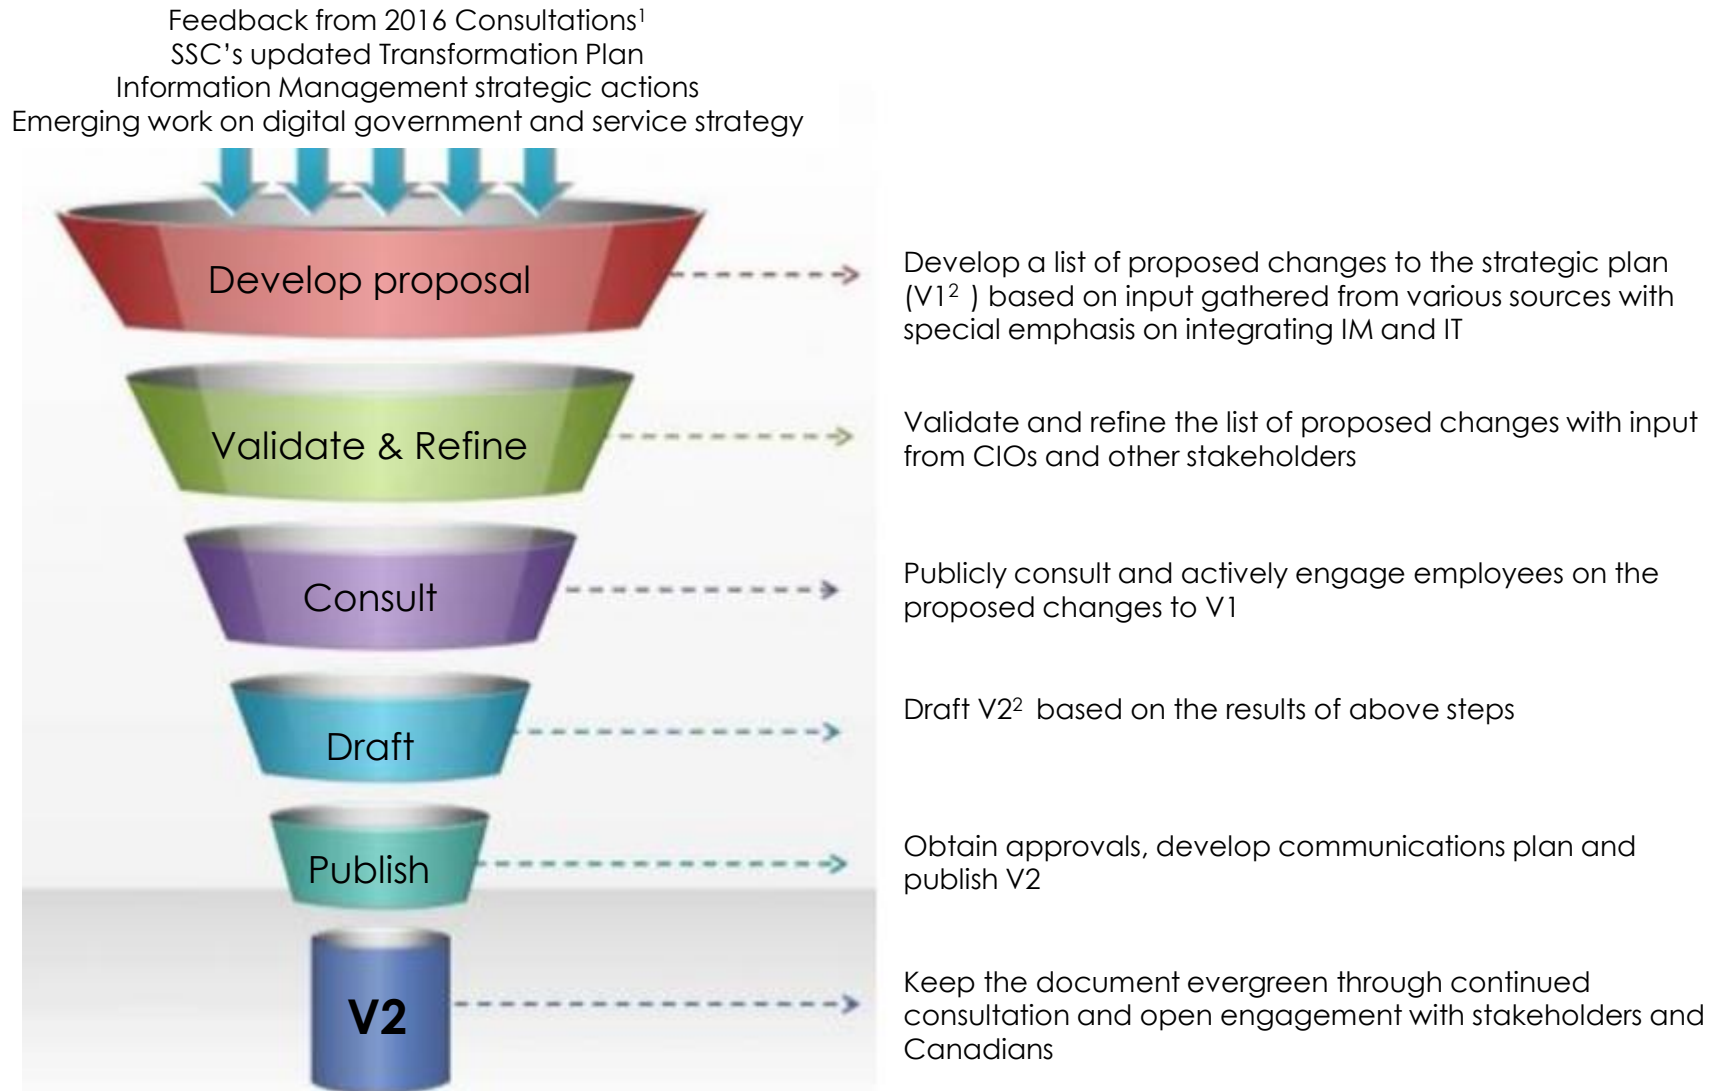 Feedback from 2016 Consultations¹
SSC’s updated Transformation Plan
Information Management strategic actions
Emerging work on digital government and service strategy
Develop proposal
Develop a list of proposed changes to the strategic plan
(V1² ) based on input gathered from various sources with
special emphasis on integrating IM and IT
Validate & Refine
Validate and refine the list of proposed changes with input
from CIOs and other stakeholders
Consult
Publicly consult and actively engage employees on the
proposed changes to V1
Draft
Draft V2² based on the results of above steps
Publish
Obtain approvals, develop communications plan and
publish V2
V2
Keep the document evergreen through continued
consultation and open engagement with stakeholders and
Canadians